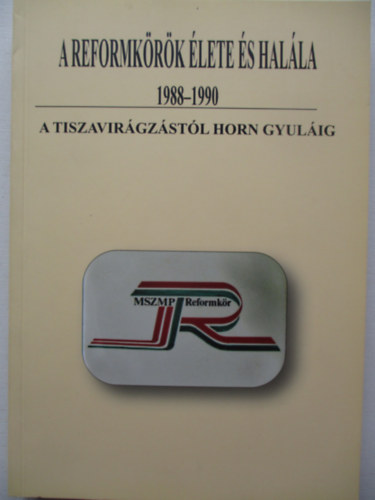 A REFORMKÖRÖK ÉLETE ÉS HALÁLA
1988–1990
A TISZAVIRÁGZÁSTÓL HORN GYULÁIG
MSZMP Reformkör
R